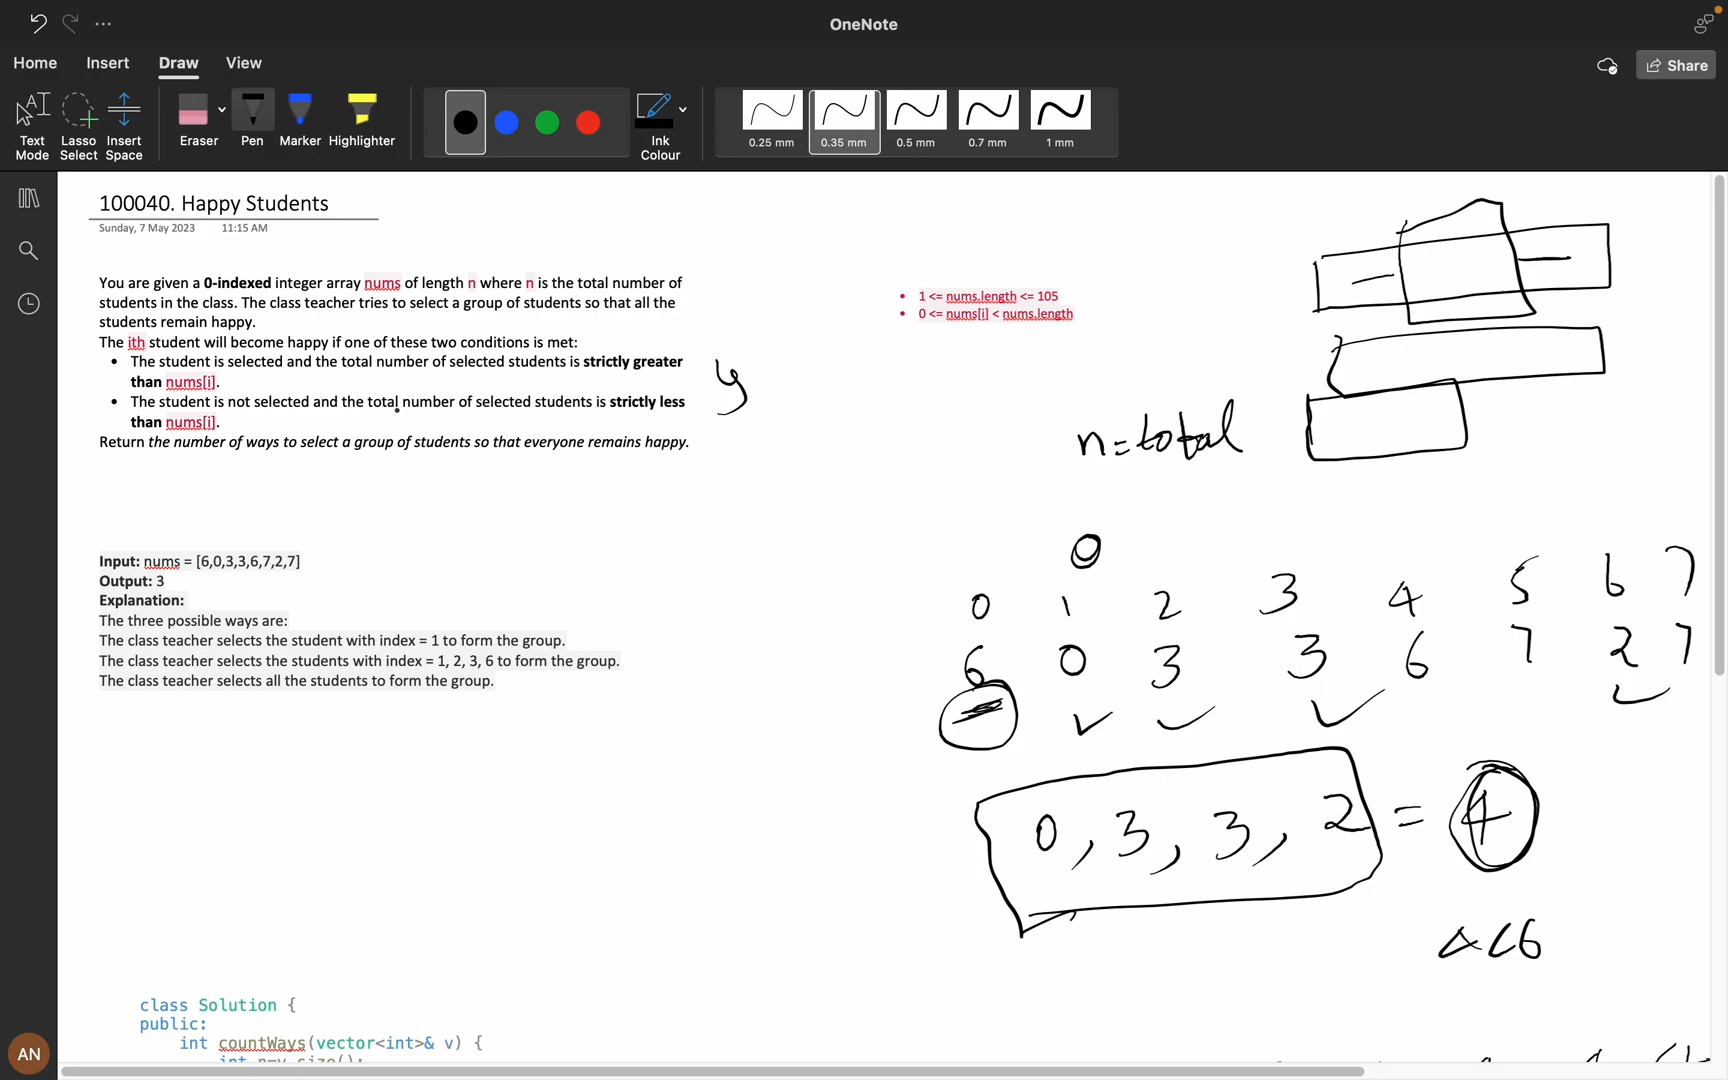 OneNote
Home Insert Draw View
Share
Text Mode
Lasso Select
Insert Space
Eraser
Pen
Marker
Highlighter
Ink Colour
0.25 mm
0.35 mm
0.5 mm
0.7 mm
1 mm
100040. Happy Students
Sunday, 7 May 2023 11:15 AM
You are given a 0-indexed integer array nums of length n where n is the total number of
students in the class. The class teacher tries to select a group of students so that all the
students remain happy.
The ith student will become happy if one of these two conditions is met:
• The student is selected and the total number of selected students is strictly greater
than nums[i].
• The student is not selected and the total number of selected students is strictly less
than nums[i].
Return the number of ways to select a group of students so that everyone remains happy.
• 1 <= nums.length <= 105
• 0 <= nums[i] < nums.length
y
n=total
Input: nums = [6,0,3,3,6,7,2,7]
Output: 3
Explanation:
The three possible ways are:
The class teacher selects the student with index = 1 to form the group.
The class teacher selects the students with index = 1, 2, 3, 6 to form the group.
The class teacher selects all the students to form the group.
0
0 1 2 3 4 5 6 7
6 0 3 3 6 7 2 7
0, 3, 3, 2 = 4
4<6
class Solution {
public:
int countWays(vector<int>& v) {
int n=v.size();
AN